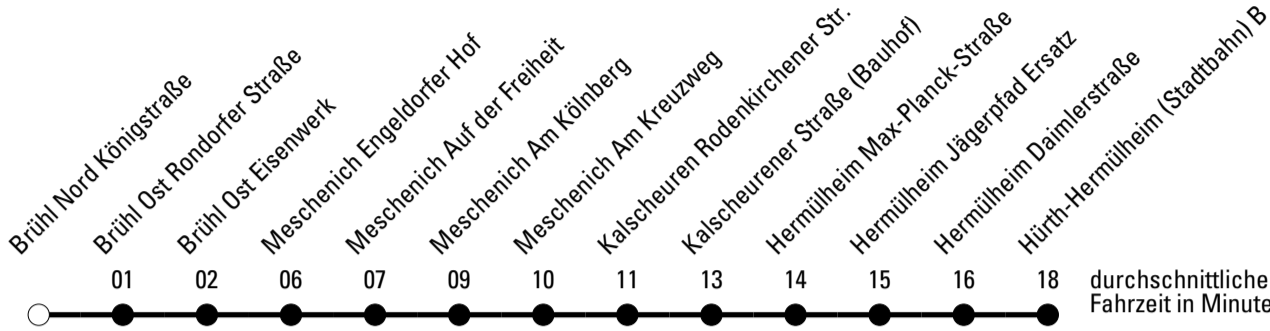 Brühl Nord Königstraße
Brühl Ost Rondorfer Straße
Brühl Ost Eisenwerk
Meschenich Engeldorfer Hof
Meschenich Auf der Freiheit
Meschenich Am Kölnberg
Meschenich Am Kreuzweg
Kalscheuren Rodenkirchener Str.
Kalscheurener Straße (Bauhof)
Hermülheim Max-Planck-Straße
Hermülheim Jägerpfad Ersatz
Hermülheim Daimlerstraße
Hürth-Hermülheim (Stadtbahn) B
01 02 06 07 09 10 11 13 14 15 16 18
durchschnittliche
Fahrzeit in Minute